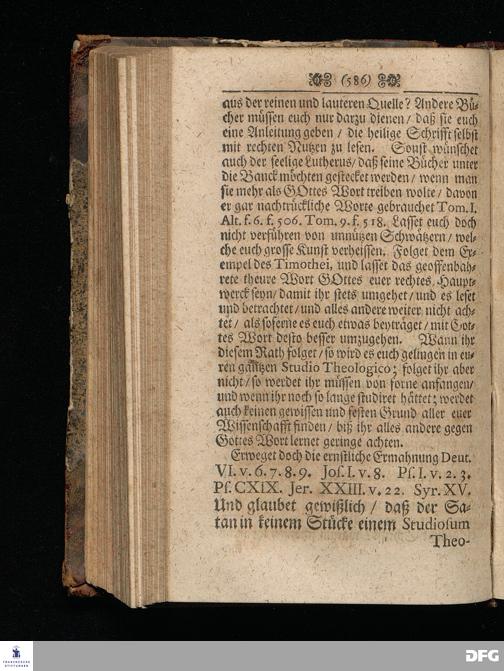 (586)
aus der reinen und lauteren Quelle? Andere Bü-
cher müssen euch nur darzu dienen / daß sie euch
eine Anleitung geben / die heilige Schrifft selbst
mit rechten Nutzen zu lesen. Sonst wünschet
auch der seelige Lutherus / daß seine Bücher unter
die Banck möchten gestecket werden / wenn man
sie mehr als GOttes Wort treiben wolte / davon
er gar nachtrückliche Worte gebrauchet Tom. I.
Alt. f. 6. f. 506. Tom. 9. f. 518. Lasset euch doch
nicht verführen von unnützen Schwätzern / wel-
che euch grosse Kunst verheissen. Folget dem Ex-
empel des Timothei, und lasset das geoffenbah-
rete theure Wort GOttes euer rechtes Haupt-
werck seyn / damit ihr stets umgehet / und es leset
und betrachtet / und alles andere weiter nicht ach-
tet / als soferne es euch etwas beyträget / mit Got-
tes Wort desto besser umzugehen. Wann ihr
diesem Rath folget / so wird es euch gelingen in eu-
ren gantzen Studio Theologico; folget ihr aber
nicht / so werdet ihr müssen von forne anfangen /
und wenn ihr noch so lange studiret hättet; werdet
auch keinen gewissen und festen Grund aller euer
Wissenschafft finden / biß ihr alles andere gegen
Gottes Wort lernet geringe achten.
Erweget doch die ernstliche Ermahnung Deut.
VI. v. 6. 7. 8. 9. Jos. I. v. 8. Ps. I. v. 2. 3.
Ps. CXIX. Jer. XXIII. v. 22. Syr. XV.
Und glaubet gewißlich / daß der Sa-
tan in keinem Stücke einem Studiosum
Theo-
FRANCKESCHE
STIFTUNGEN
DFG